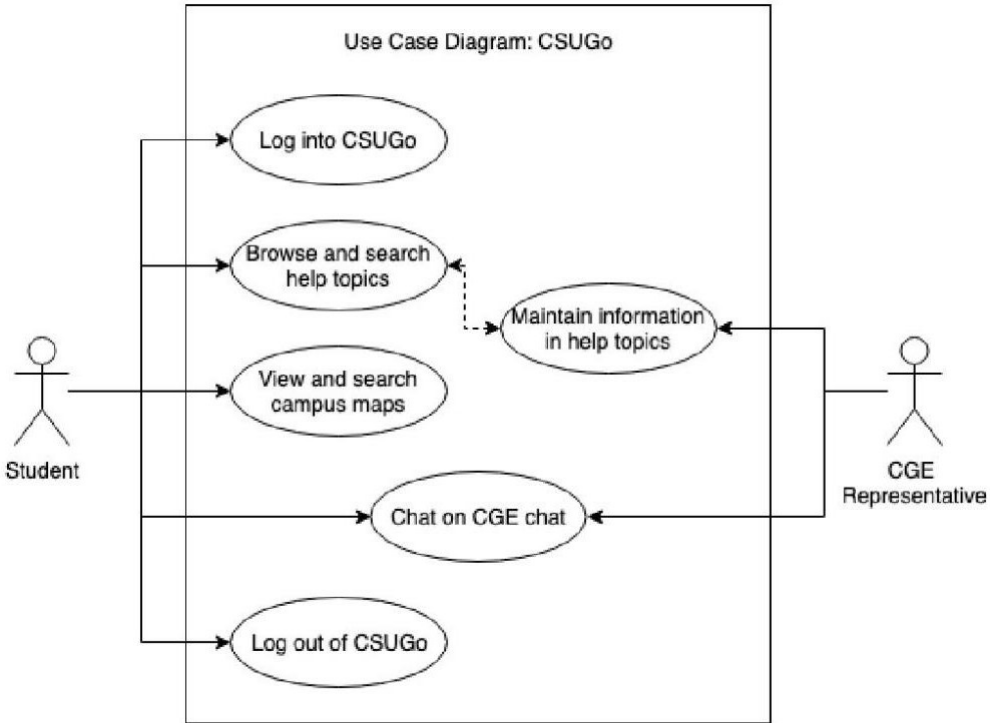 Use Case Diagram: CSUGo
Log into CSUGo
Browse and search
help topics
Maintain information
in help topics
View and search
campus maps
Student
CGE
Representative
Chat on CGE chat
Log out of CSUGo